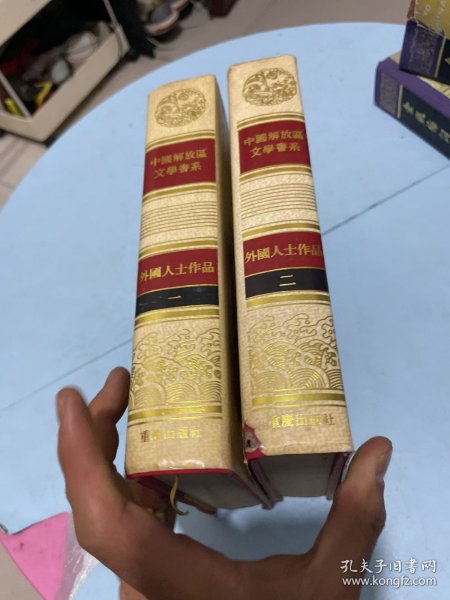 中國解放區
文學書系
外國人士作品
一
重慶出版社
中國解放區
文學書系
外國人士作品
二
重慶出版社
孔夫子旧书网
www.kongfz.com